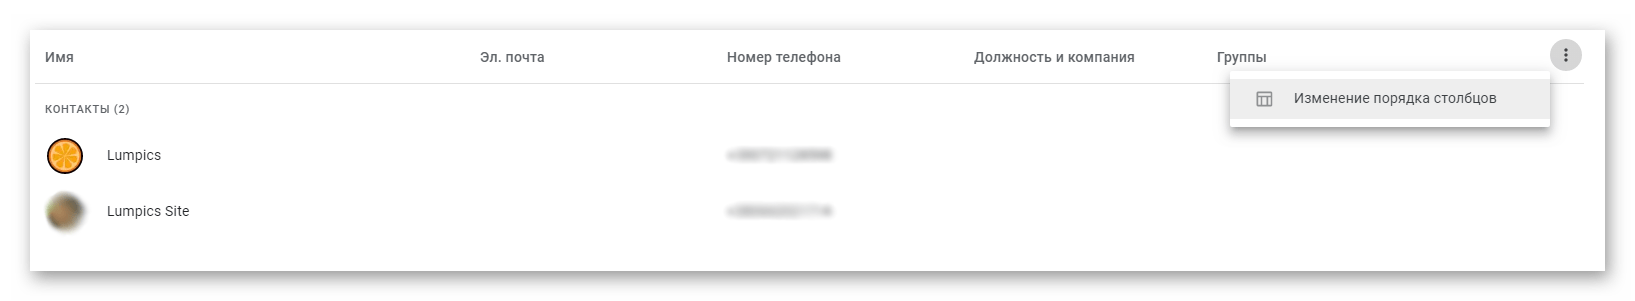 Имя Эл. почта Номер телефона Должность и компания Группы
Изменение порядка столбцов
КОНТАКТЫ (2)
Lumpics
Lumpics Site